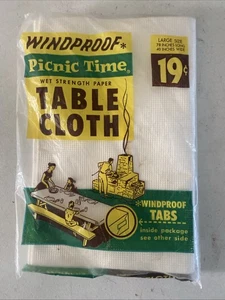 WINDPROOF*
Picnic Time
WET STRENGTH PAPER
TABLE
CLOTH
LARGE SIZE
19¢
*WINDPROOF
TABS
inside package
see other side